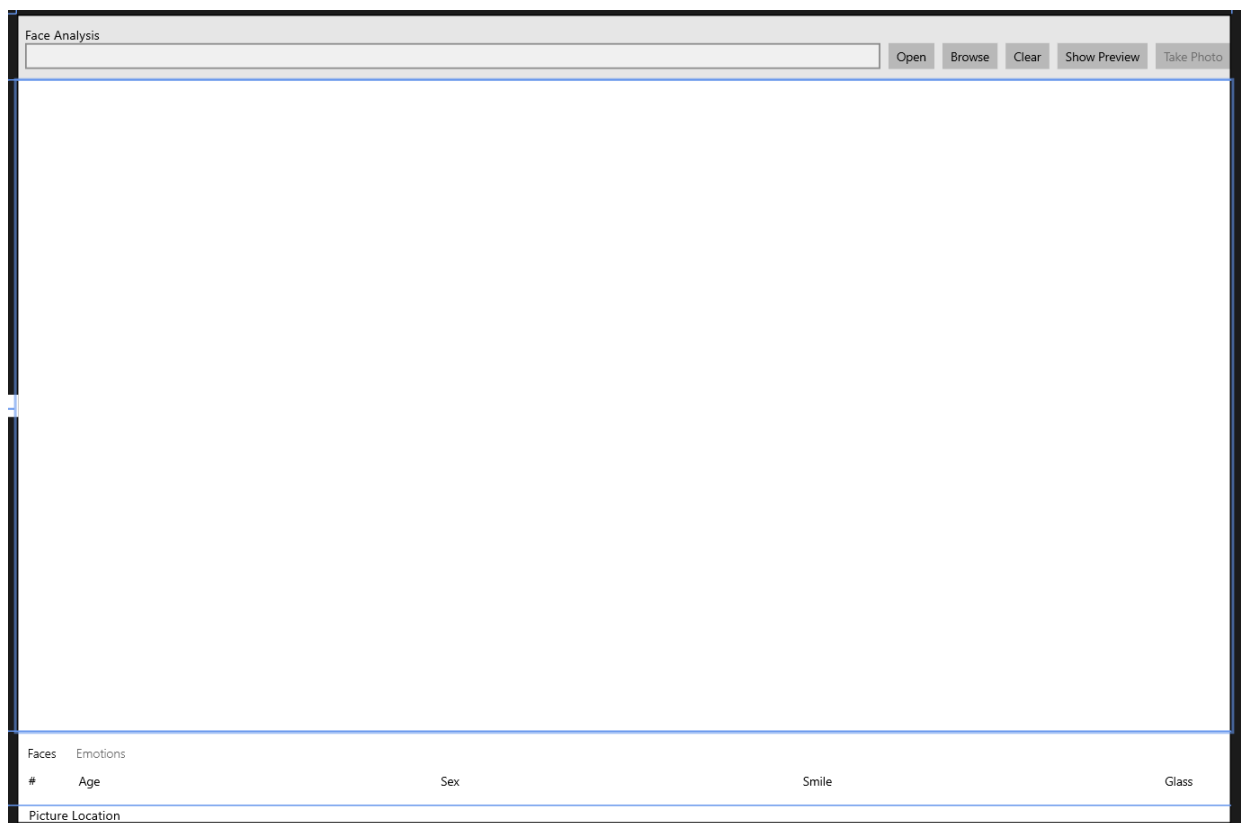 Face Analysis
Open Browse Clear Show Preview Take Photo
Faces Emotions
# Age Sex Smile Glass
Picture Location